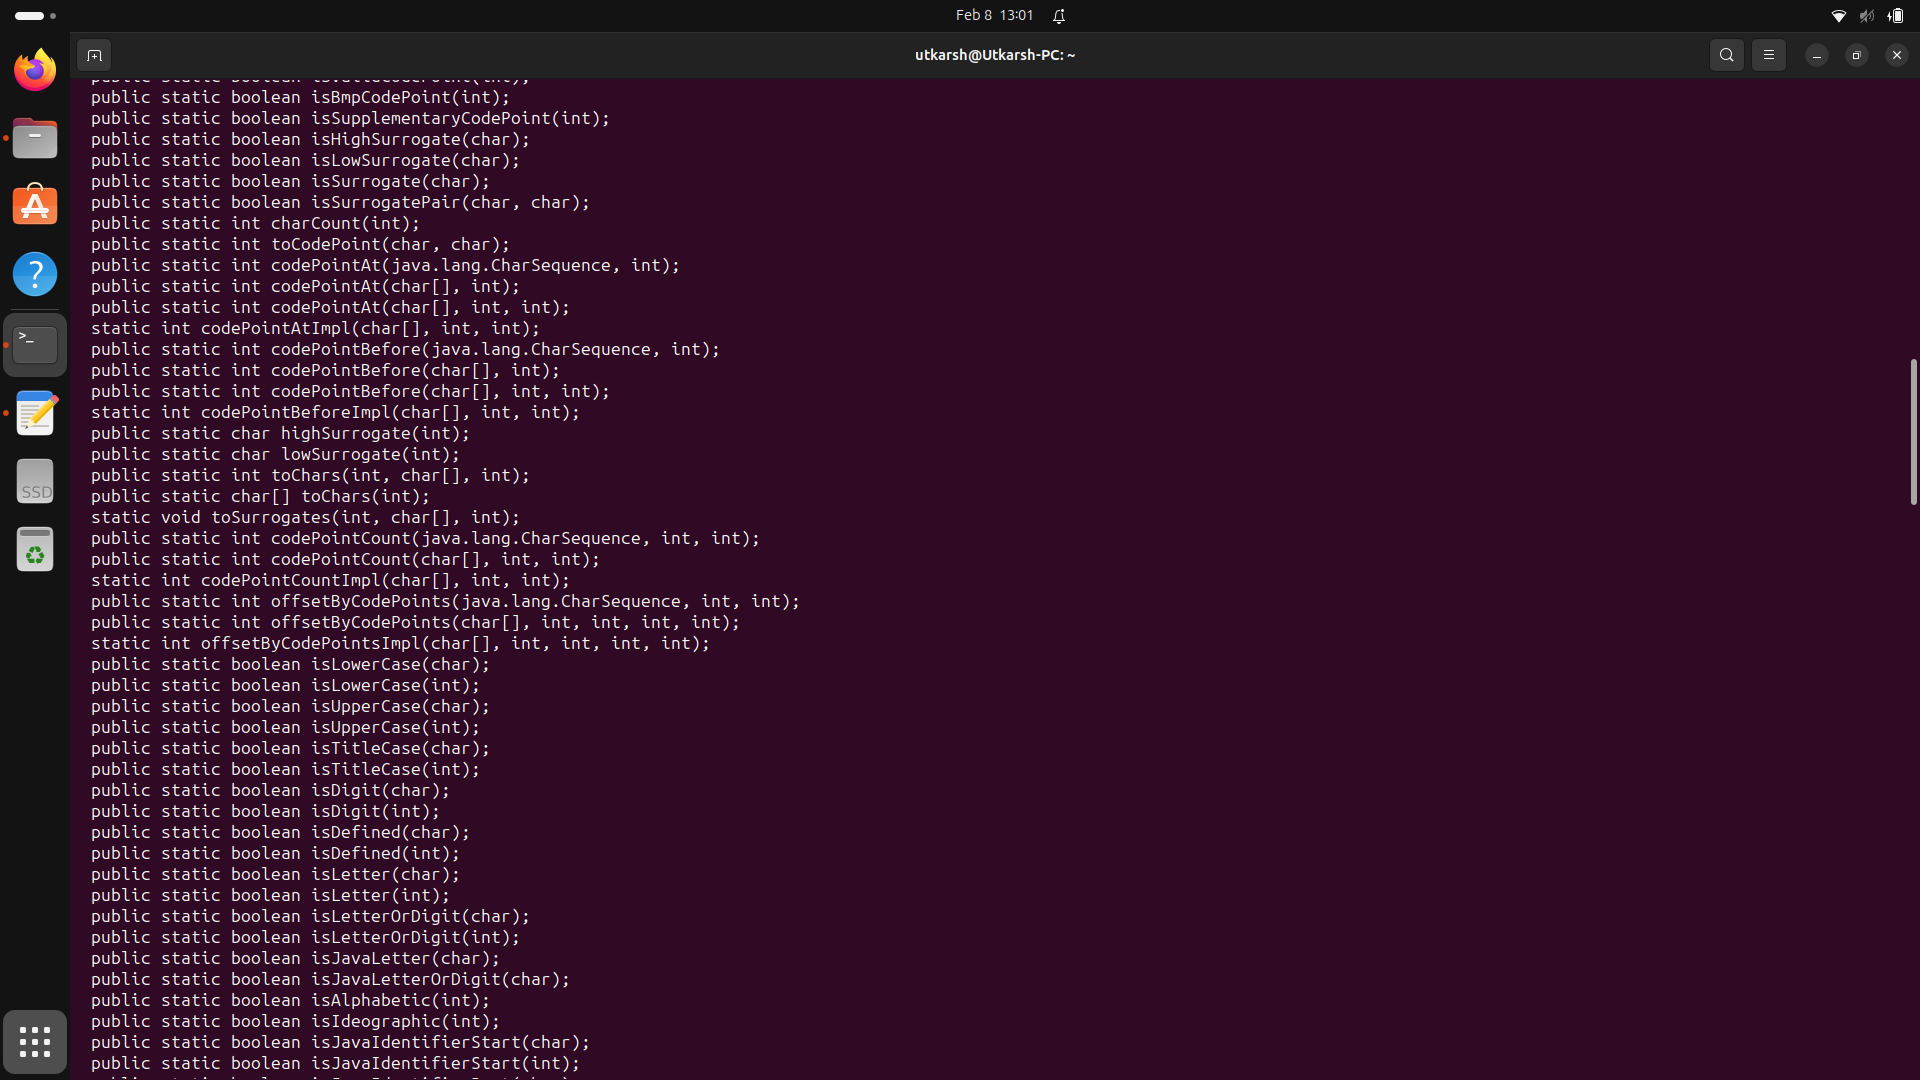 Feb 8 13:01
utkarsh@Utkarsh-PC: ~
public static boolean isBmpCodePoint(int);
public static boolean isSupplementaryCodePoint(int);
public static boolean isHighSurrogate(char);
public static boolean isLowSurrogate(char);
public static boolean isSurrogate(char);
public static boolean isSurrogatePair(char, char);
public static int charCount(int);
public static int toCodePoint(char, char);
public static int codePointAt(java.lang.CharSequence, int);
public static int codePointAt(char[], int);
public static int codePointAt(char[], int, int);
static int codePointAtImpl(char[], int, int);
public static int codePointBefore(java.lang.CharSequence, int);
public static int codePointBefore(char[], int);
public static int codePointBefore(char[], int, int);
static int codePointBeforeImpl(char[], int, int);
public static char highSurrogate(int);
public static char lowSurrogate(int);
public static int toChars(int, char[], int);
public static char[] toChars(int);
static void toSurrogates(int, char[], int);
public static int codePointCount(java.lang.CharSequence, int, int);
public static int codePointCount(char[], int, int);
static int codePointCountImpl(char[], int, int);
public static int offsetByCodePoints(java.lang.CharSequence, int, int);
public static int offsetByCodePoints(char[], int, int, int, int);
static int offsetByCodePointsImpl(char[], int, int, int, int);
public static boolean isLowerCase(char);
public static boolean isLowerCase(int);
public static boolean isUpperCase(char);
public static boolean isUpperCase(int);
public static boolean isTitleCase(char);
public static boolean isTitleCase(int);
public static boolean isDigit(char);
public static boolean isDigit(int);
public static boolean isDefined(char);
public static boolean isDefined(int);
public static boolean isLetter(char);
public static boolean isLetter(int);
public static boolean isLetterOrDigit(char);
public static boolean isLetterOrDigit(int);
public static boolean isJavaLetter(char);
public static boolean isJavaLetterOrDigit(char);
public static boolean isAlphabetic(int);
public static boolean isIdeographic(int);
public static boolean isJavaIdentifierStart(char);
public static boolean isJavaIdentifierStart(int);
SSD